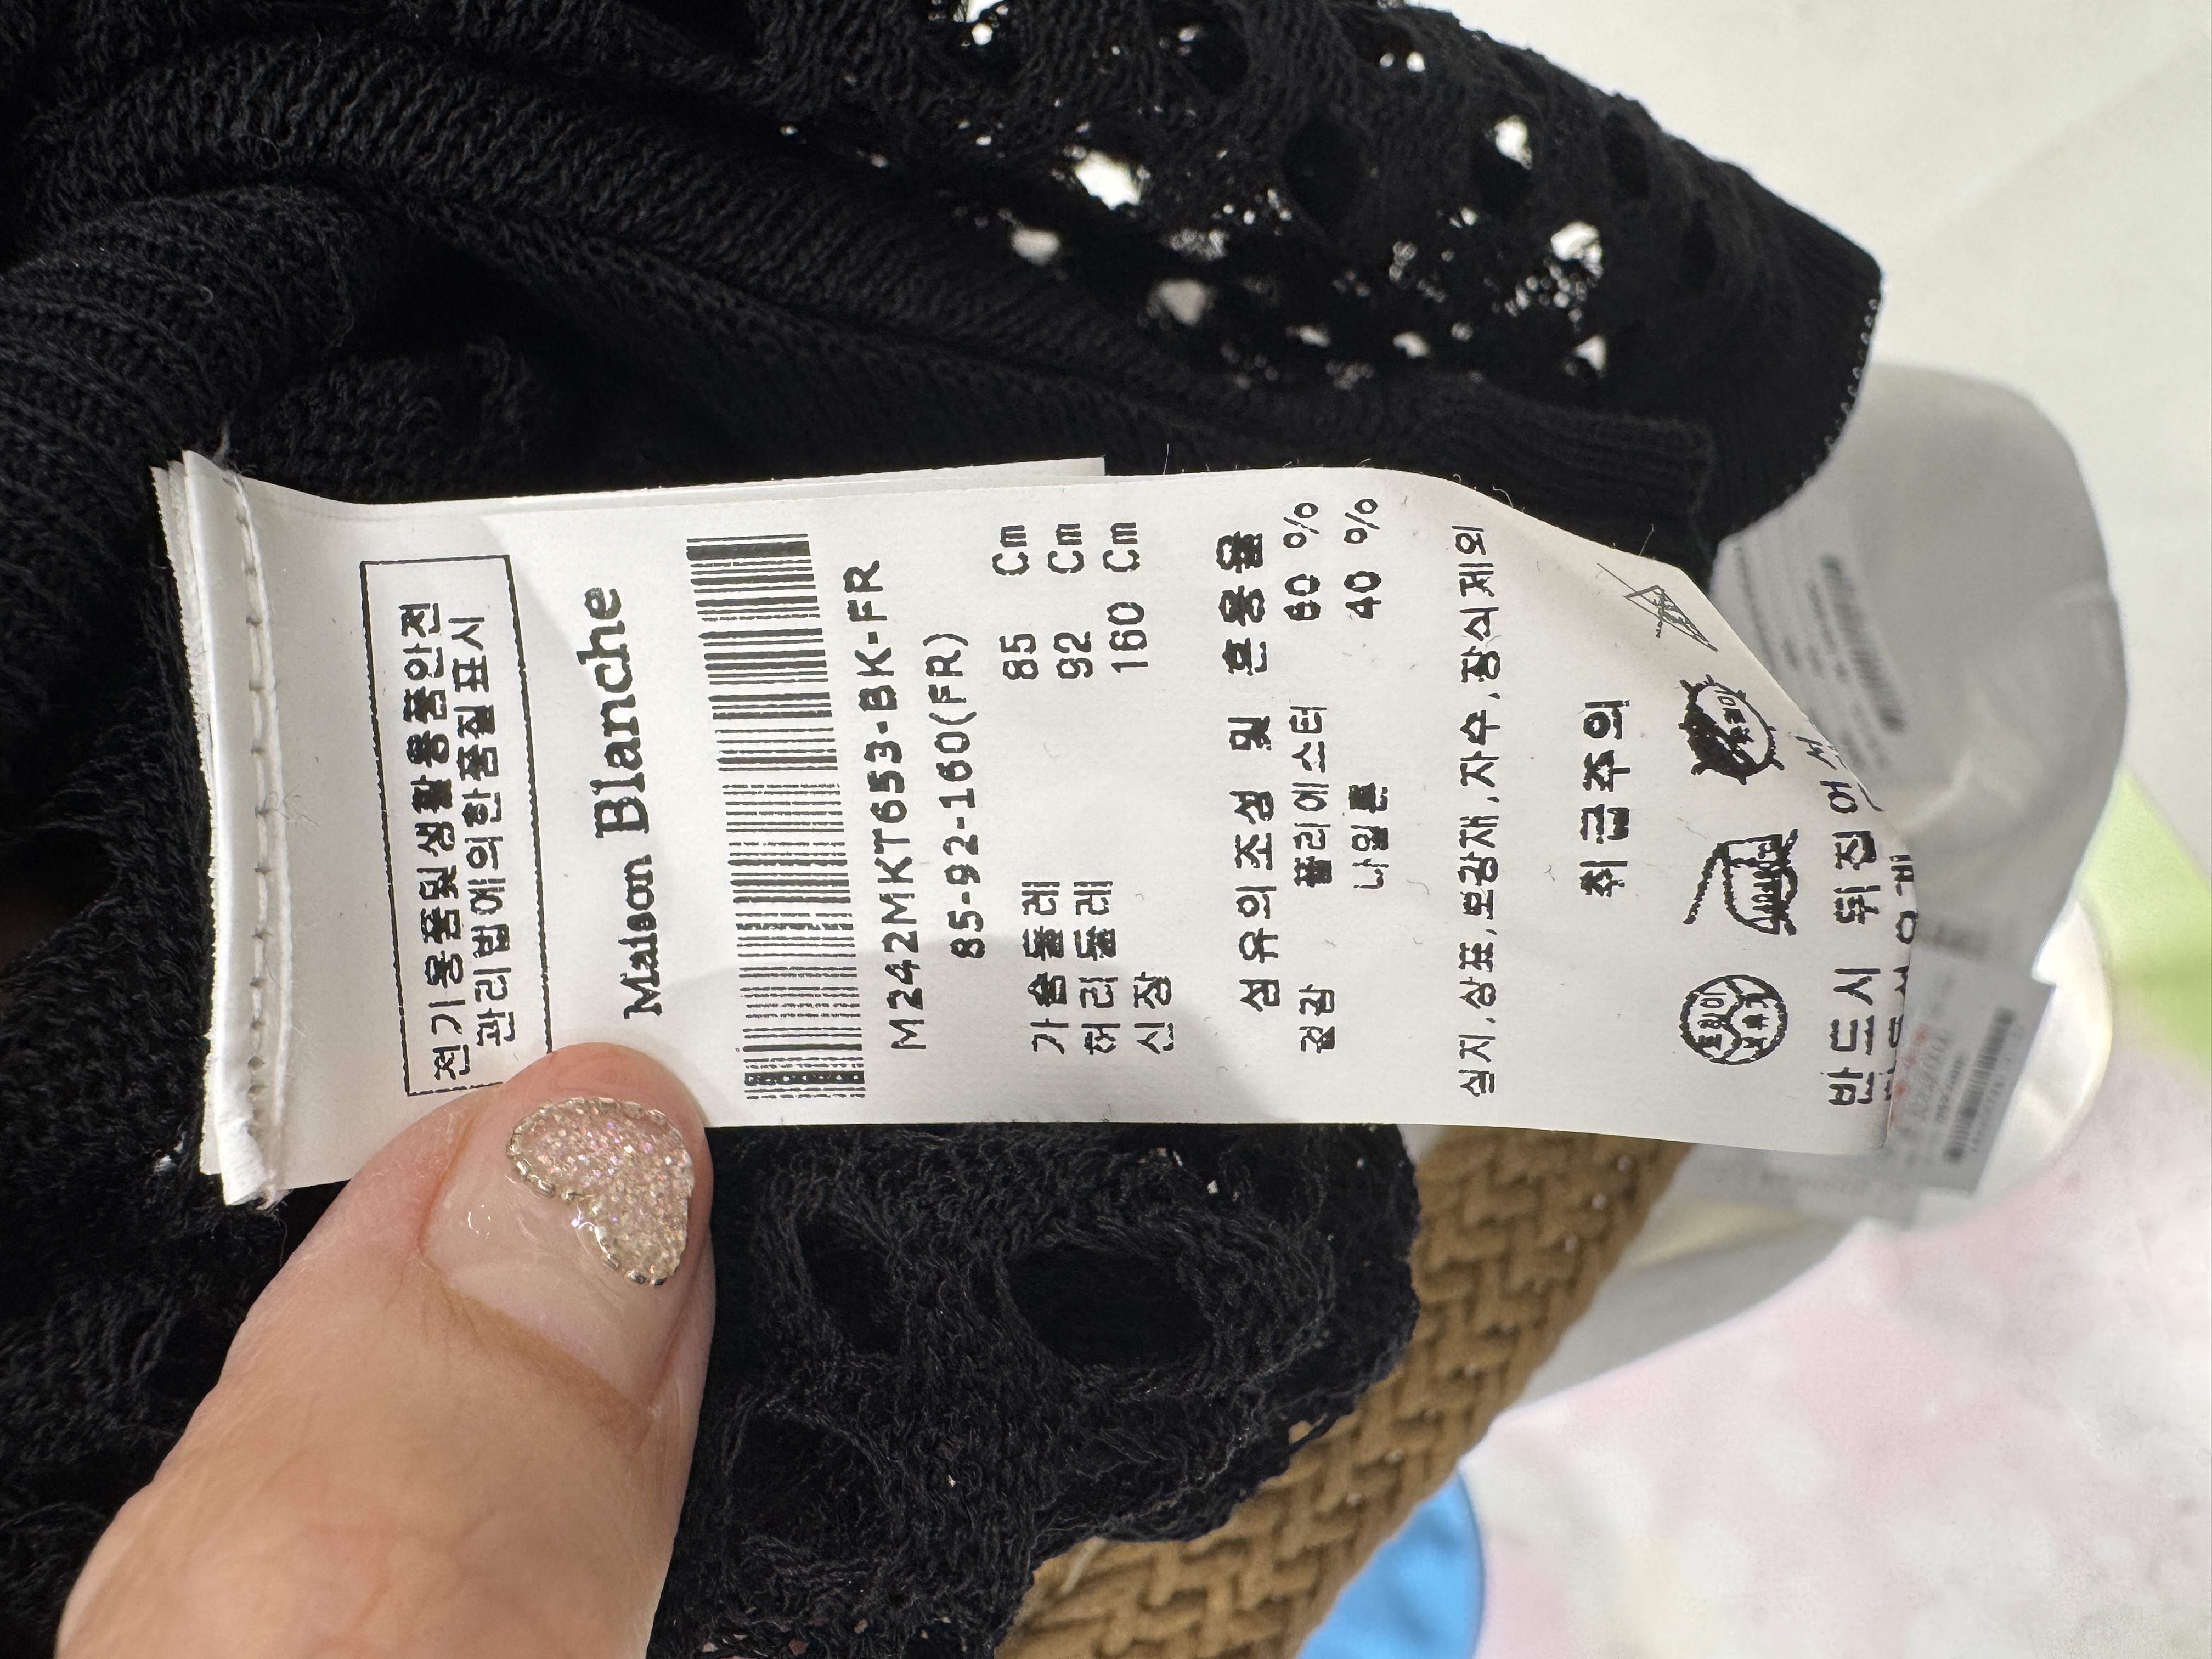 전기용품및생활용품안전
관리법에의한품질표시
Maison Blanche
M242MKT653-BK-FR
85-92-160(FR)
가슴둘레 85 Cm
허리둘레 92 Cm
신장 160 Cm
섬유의조성 및 혼용율
겉감 폴리에스터 60 %
나일론 40 %
심지,상표,보강재,자수,장식제외
취급주의
드라이
반드시 뒤집어서